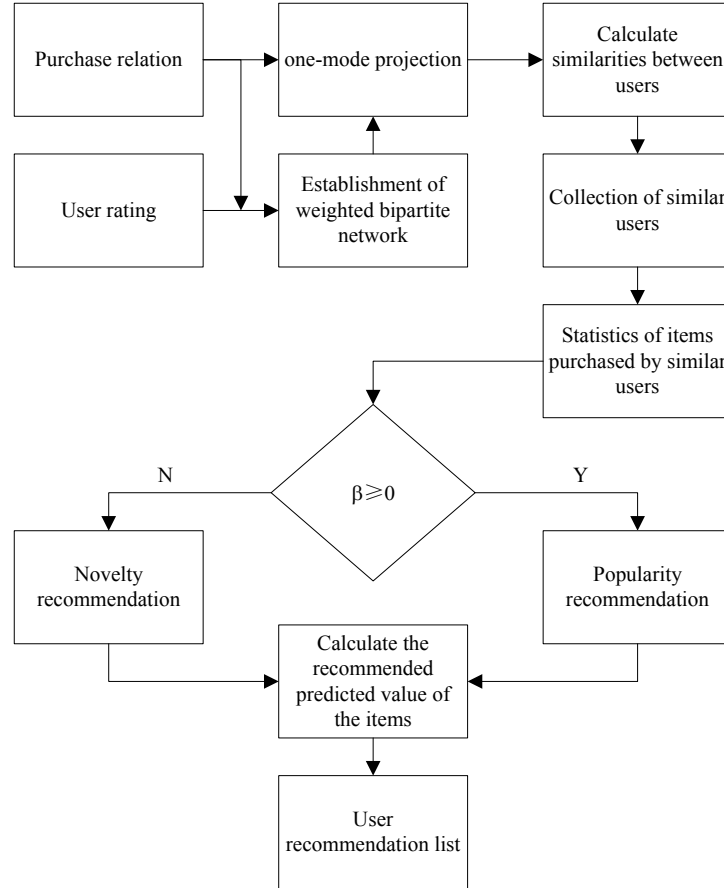 Purchase relation
one-mode projection
Calculate
similarities between
users
User rating
Establishment of
weighted bipartite
network
Collection of similar
users
Statistics of items
purchased by similar
users
N
β≥0
Y
Novelty
recommendation
Popularity
recommendation
Calculate the
recommended
predicted value of
the items
User
recommendation list